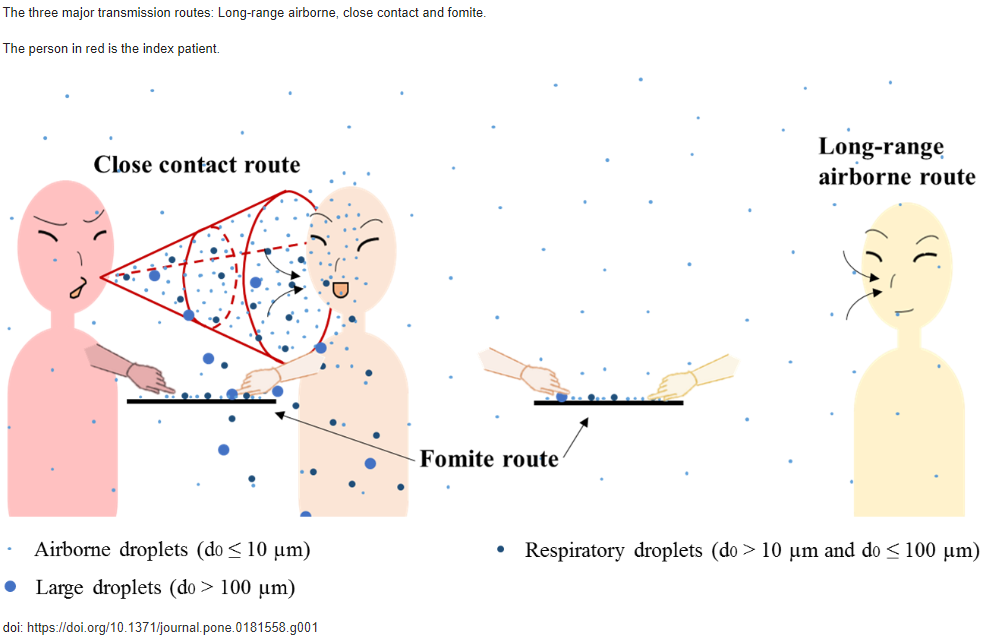 The three major transmission routes: Long-range airborne, close contact and fomite.
The person in red is the index patient.
Close contact route
Long-range
airborne route
Fomite route
Airborne droplets (d0 ≤ 10 μm)
Respiratory droplets (d0 > 10 μm and d0 ≤ 100 μm)
Large droplets (d0 > 100 μm)
doi: https://doi.org/10.1371/journal.pone.0181558.g001